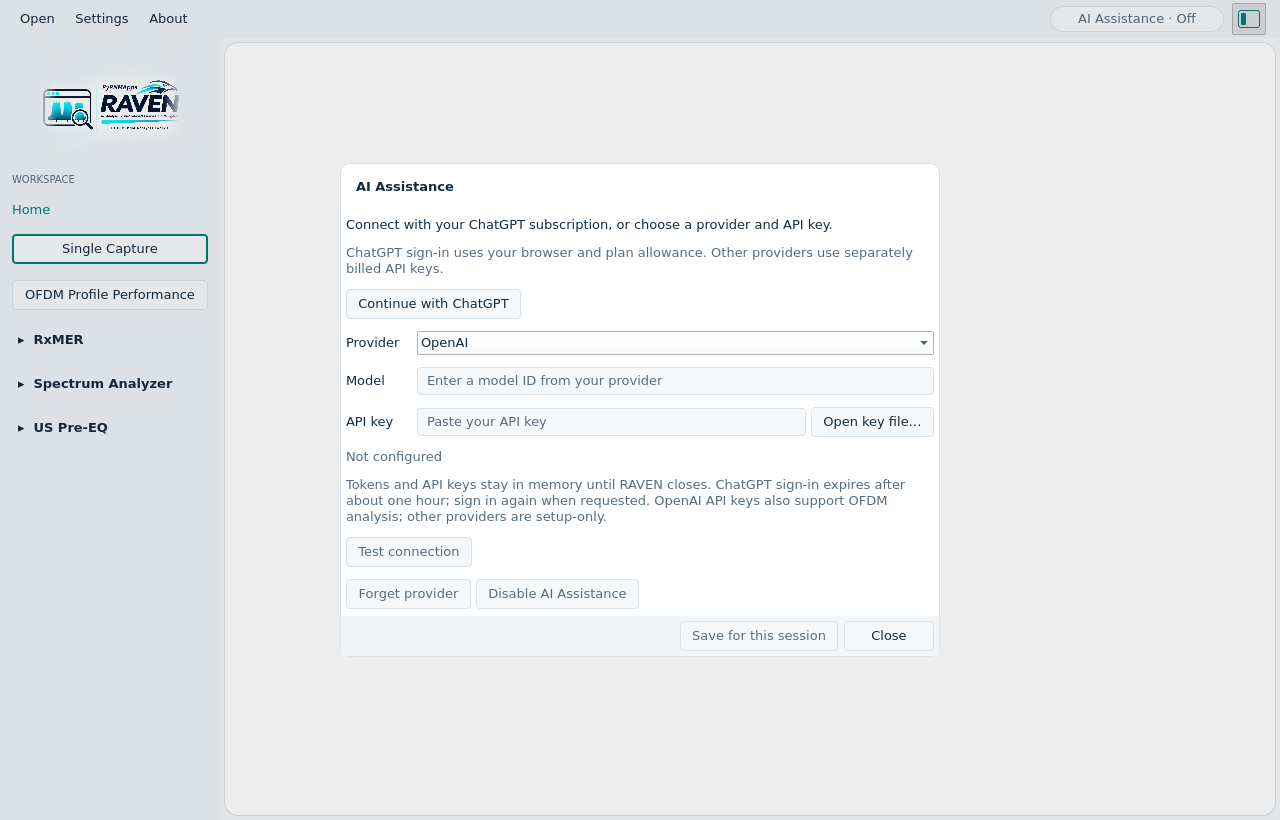 Open Settings About
AI Assistance · Off
PyPNMApps
RAVEN
WORKSPACE
Home
Single Capture
OFDM Profile Performance
▸ RxMER
▸ Spectrum Analyzer
▸ US Pre-EQ
AI Assistance
Connect with your ChatGPT subscription, or choose a provider and API key.
ChatGPT sign-in uses your browser and plan allowance. Other providers use separately
billed API keys.
Continue with ChatGPT
Provider OpenAI
Model Enter a model ID from your provider
API key Paste your API key Open key file...
Not configured
Tokens and API keys stay in memory until RAVEN closes. ChatGPT sign-in expires after
about one hour; sign in again when requested. OpenAI API keys also support OFDM
analysis; other providers are setup-only.
Test connection
Forget provider Disable AI Assistance
Save for this session Close